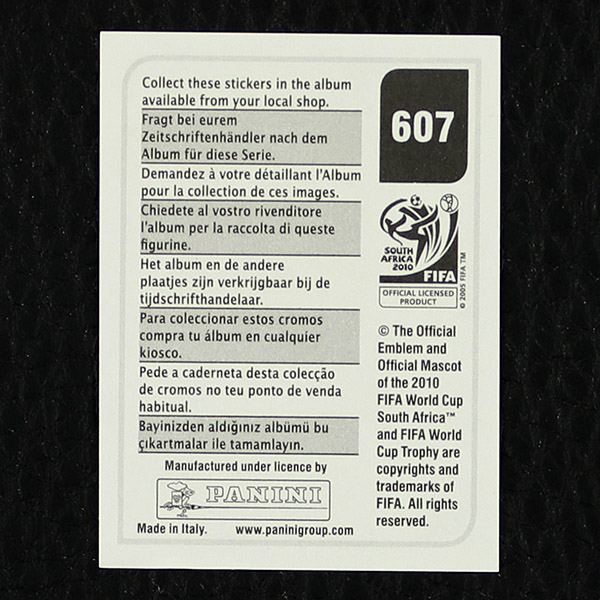 Collect these stickers in the album
available from your local shop.
Fragt bei eurem
Zeitschriftenhändler nach dem
Album für diese Serie.
Demandez à votre détaillant l'Album
pour la collection de ces images.
Chiedete al vostro rivenditore
l'album per la raccolta di queste
figurine.
Het album en de andere
plaatjes zijn verkrijgbaar bij de
tijdschrifthandelaar.
Para coleccionar estos cromos
compra tu álbum en cualquier
kiosco.
Pede a caderneta desta colecção
de cromos no teu ponto de venda
habitual.
Bayinizden aldığınız albümü bu
çıkartmalar ile tamamlayın.
Manufactured under licence by
PANINI
Made in Italy.
www.paninigroup.com
607
SOUTH
AFRICA
2010
FIFA
© 2005 FIFA TM
OFFICIAL LICENSED
PRODUCT
© The Official
Emblem and
Official Mascot
of the 2010
FIFA World Cup
South Africa™
and FIFA World
Cup Trophy are
copyrights and
trademarks of
FIFA. All rights
reserved.